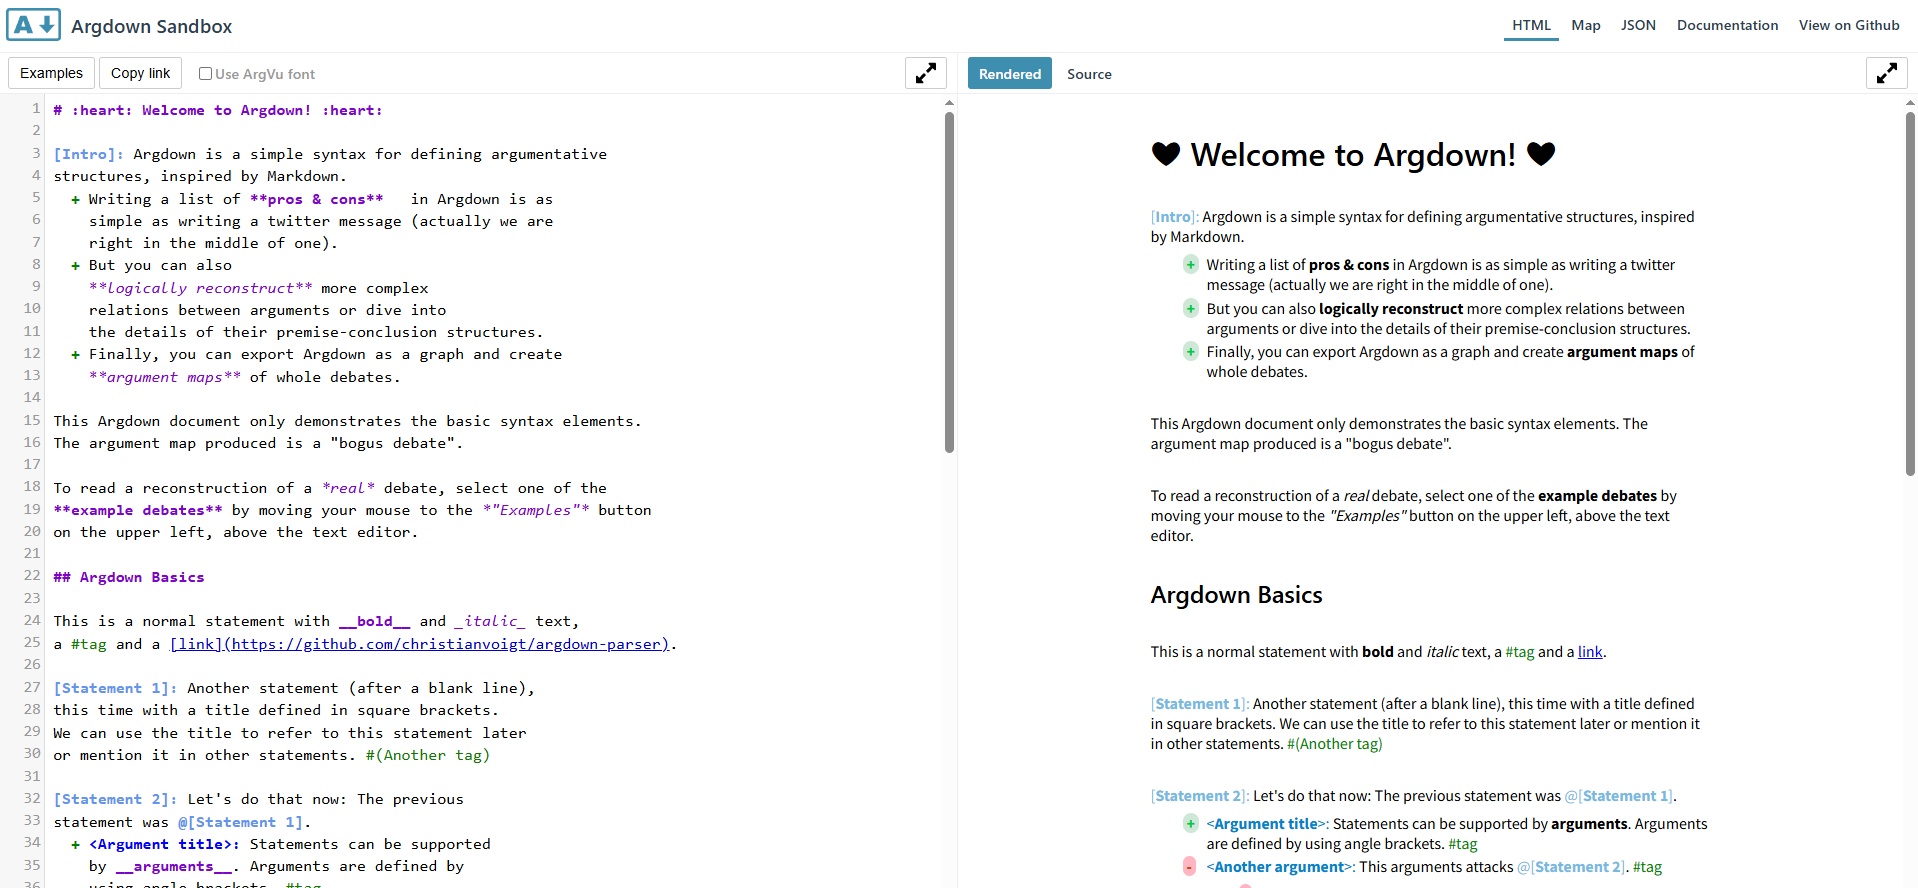 A Argdown Sandbox
HTML Map JSON Documentation View on Github
Examples Copy link Use ArgVu font
Rendered Source
1 # :heart: Welcome to Argdown! :heart:
2
3 [Intro]: Argdown is a simple syntax for defining argumentative
4 structures, inspired by Markdown.
5 + Writing a list of **pros & cons** in Argdown is as
6 simple as writing a twitter message (actually we are
7 right in the middle of one).
8 + But you can also
9 **logically reconstruct** more complex
10 relations between arguments or dive into
11 the details of their premise-conclusion structures.
12 + Finally, you can export Argdown as a graph and create
13 **argument maps** of whole debates.
14
15 This Argdown document only demonstrates the basic syntax elements.
16 The argument map produced is a "bogus debate".
17
18 To read a reconstruction of a *real* debate, select one of the
19 **example debates** by moving your mouse to the *"Examples"* button
20 on the upper left, above the text editor.
21
22 ## Argdown Basics
23
24 This is a normal statement with __bold__ and _italic_ text,
25 a #tag and a [link](https://github.com/christianvoigt/argdown-parser).
26
27 [Statement 1]: Another statement (after a blank line),
28 this time with a title defined in square brackets.
29 We can use the title to refer to this statement later
30 or mention it in other statements. #(Another tag)
31
32 [Statement 2]: Let's do that now: The previous
33 statement was @[Statement 1].
34 + <Argument title>: Statements can be supported
35 by __arguments__. Arguments are defined by
36 using angle brackets. #tag
♥ Welcome to Argdown! ♥
[Intro]: Argdown is a simple syntax for defining argumentative structures, inspired
by Markdown.
+ Writing a list of pros & cons in Argdown is as simple as writing a twitter
message (actually we are right in the middle of one).
+ But you can also logically reconstruct more complex relations between
arguments or dive into the details of their premise-conclusion structures.
+ Finally, you can export Argdown as a graph and create argument maps of
whole debates.
This Argdown document only demonstrates the basic syntax elements. The
argument map produced is a "bogus debate".
To read a reconstruction of a real debate, select one of the example debates by
moving your mouse to the "Examples" button on the upper left, above the text
editor.
Argdown Basics
This is a normal statement with bold and italic text, a #tag and a link.
[Statement 1]: Another statement (after a blank line), this time with a title defined
in square brackets. We can use the title to refer to this statement later or mention it
in other statements. #(Another tag)
[Statement 2]: Let's do that now: The previous statement was @[Statement 1].
+ <Argument title>: Statements can be supported by arguments. Arguments
are defined by using angle brackets. #tag
- <Another argument>: This arguments attacks @[Statement 2]. #tag